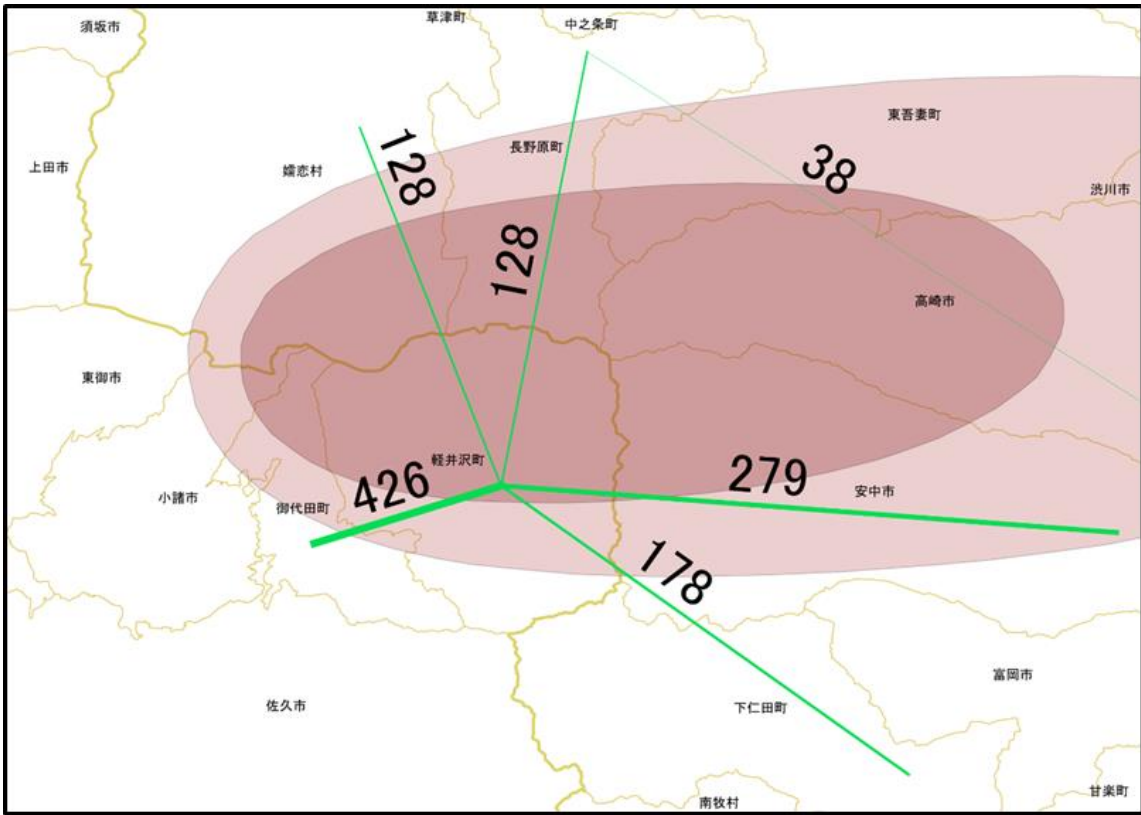 草津町
中之条町
須坂市
東吾妻町
128
長野原町
上田市
嬬恋村
38
渋川市
128
高崎市
東御市
軽井沢町
426
279
安中市
小諸市
御代田町
178
富岡市
佐久市
下仁田町
甘楽町
南牧村